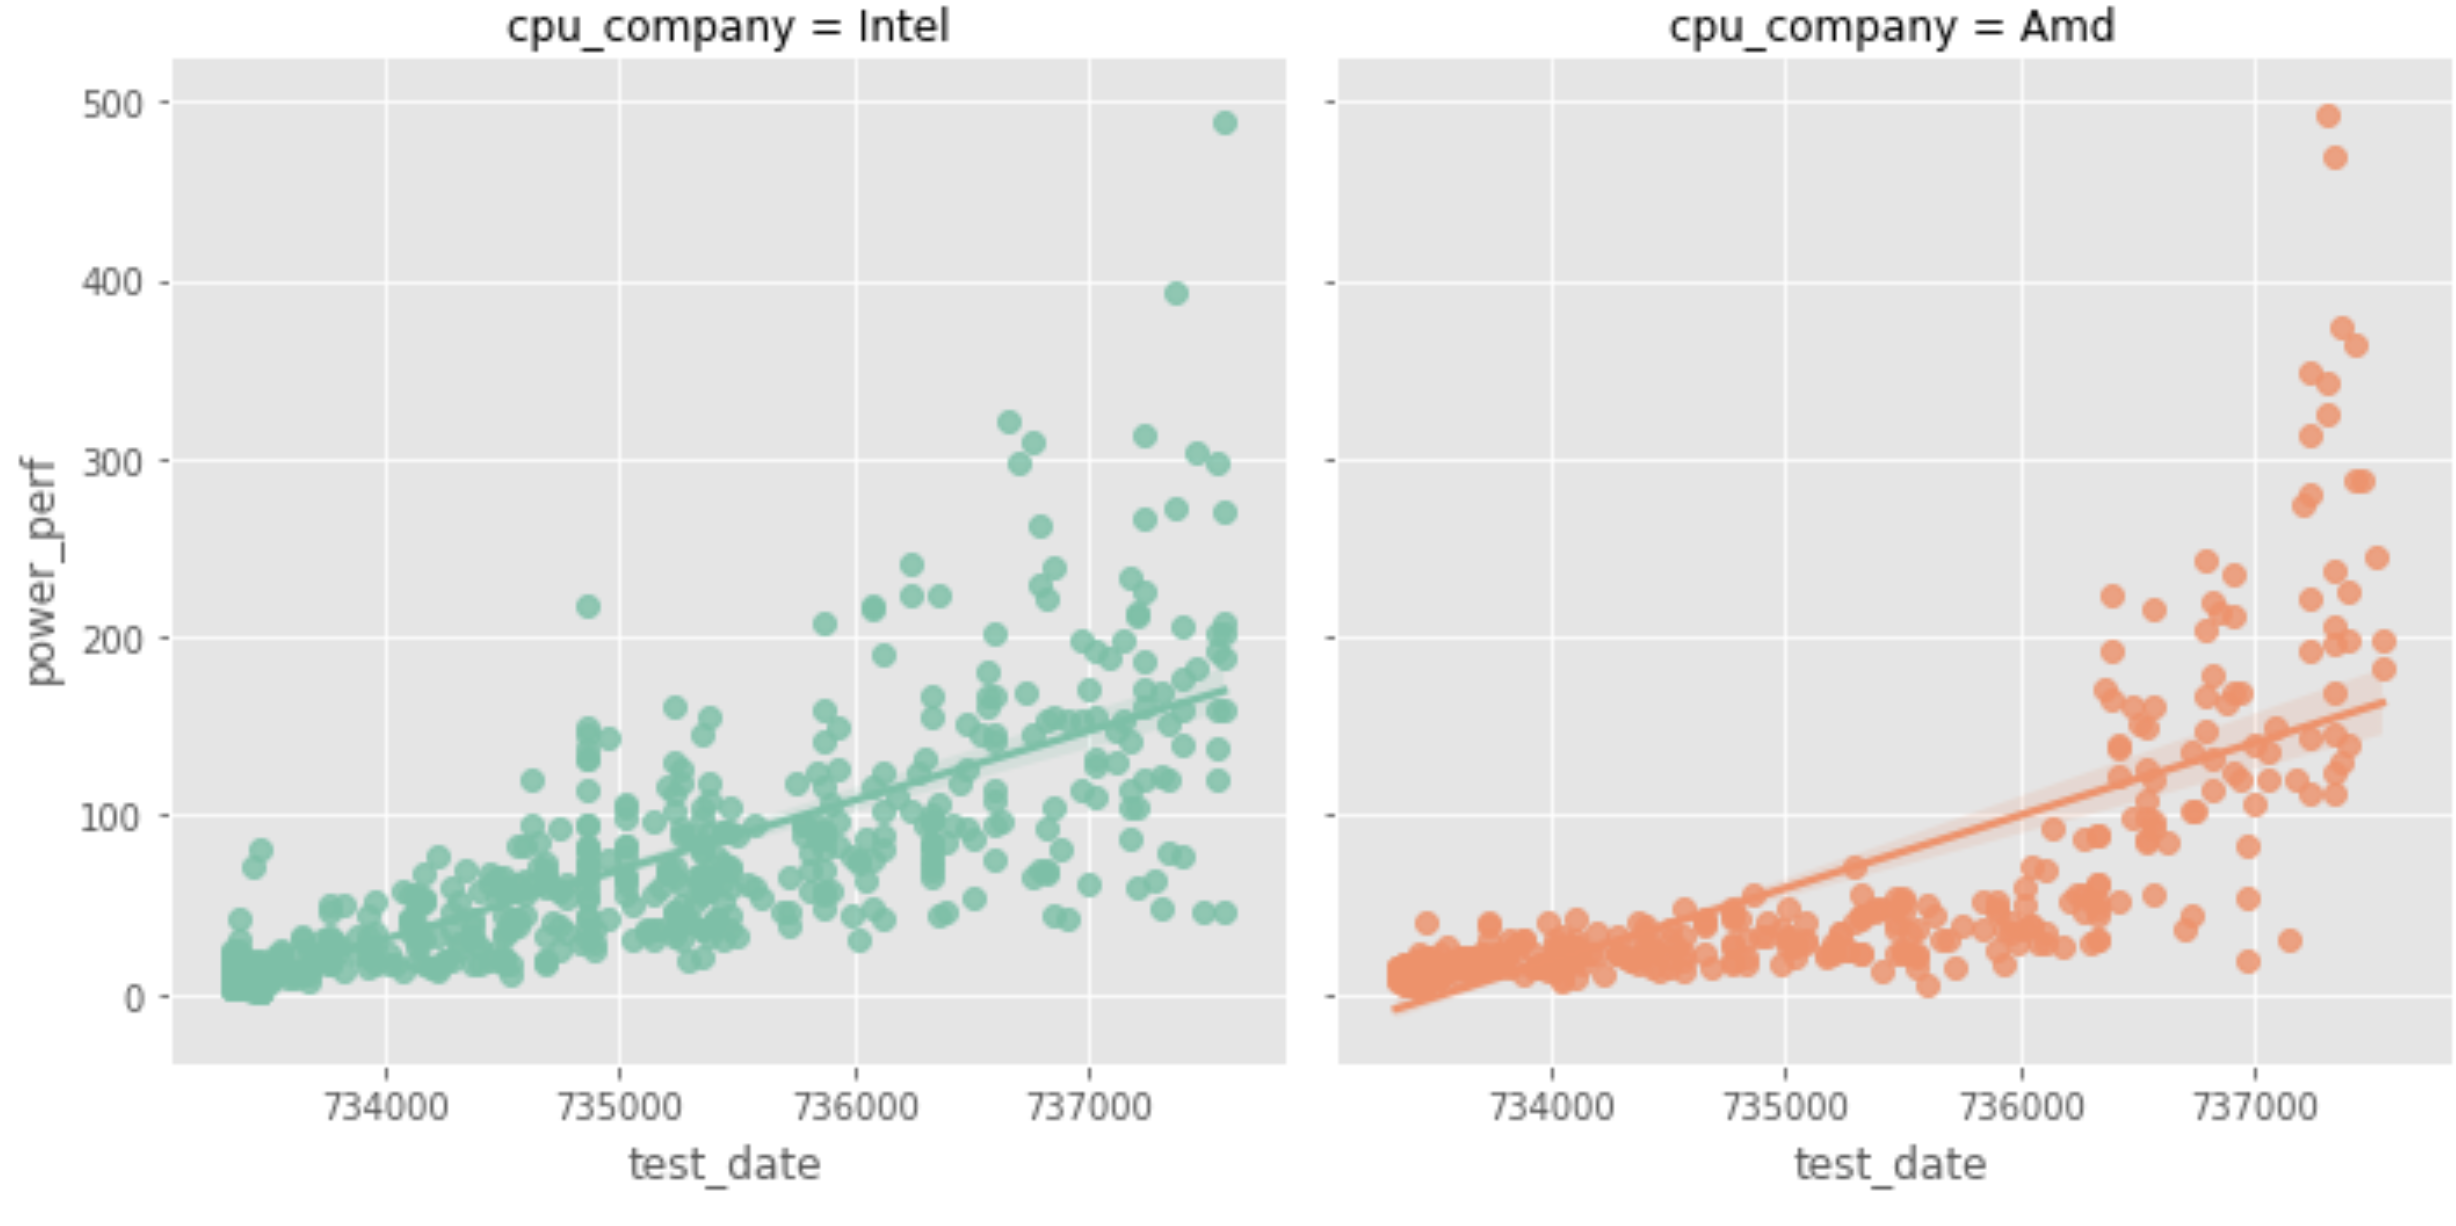 cpu_company = Intel
cpu_company = Amd
power_perf
500
400
300
200
100
0
734000 735000 736000 737000
734000 735000 736000 737000
test_date
test_date